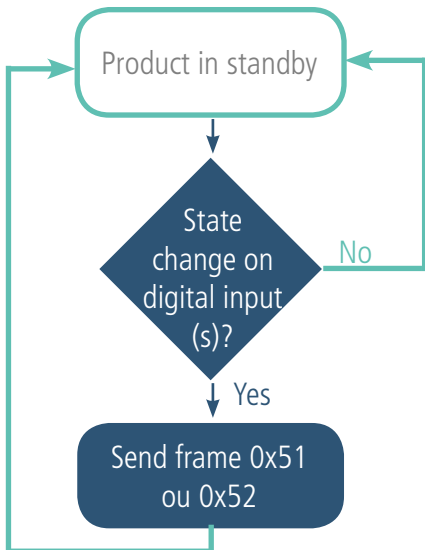 Product in standby
State
change on
digital input
(s)?
No
Yes
Send frame 0x51
ou 0x52